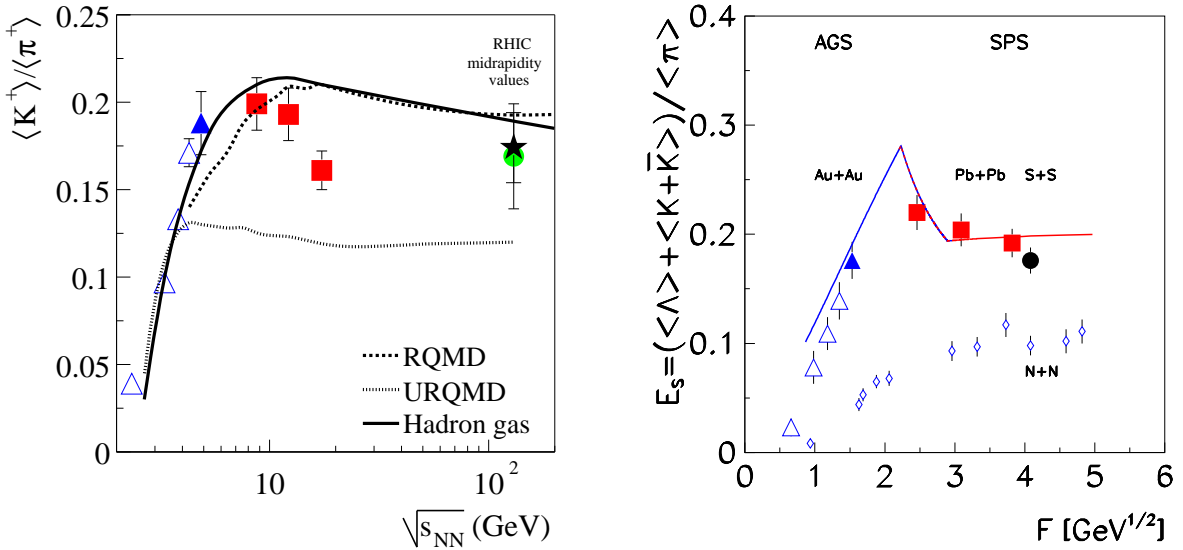 ⟨K⁺⟩/⟨π⁺⟩
0.25
0.2
0.15
0.1
0.05
0
RHIC
midrapidity
values
RQMD
URQMD
Hadron gas
10
10²
√s_NN (GeV)
E_S=(<Λ>+<K+K̄>)/<π>
0.4
0.3
0.2
0.1
0
AGS
SPS
Au+Au
Pb+Pb
S+S
N+N
0 1 2 3 4 5 6
F [GeV^1/2]